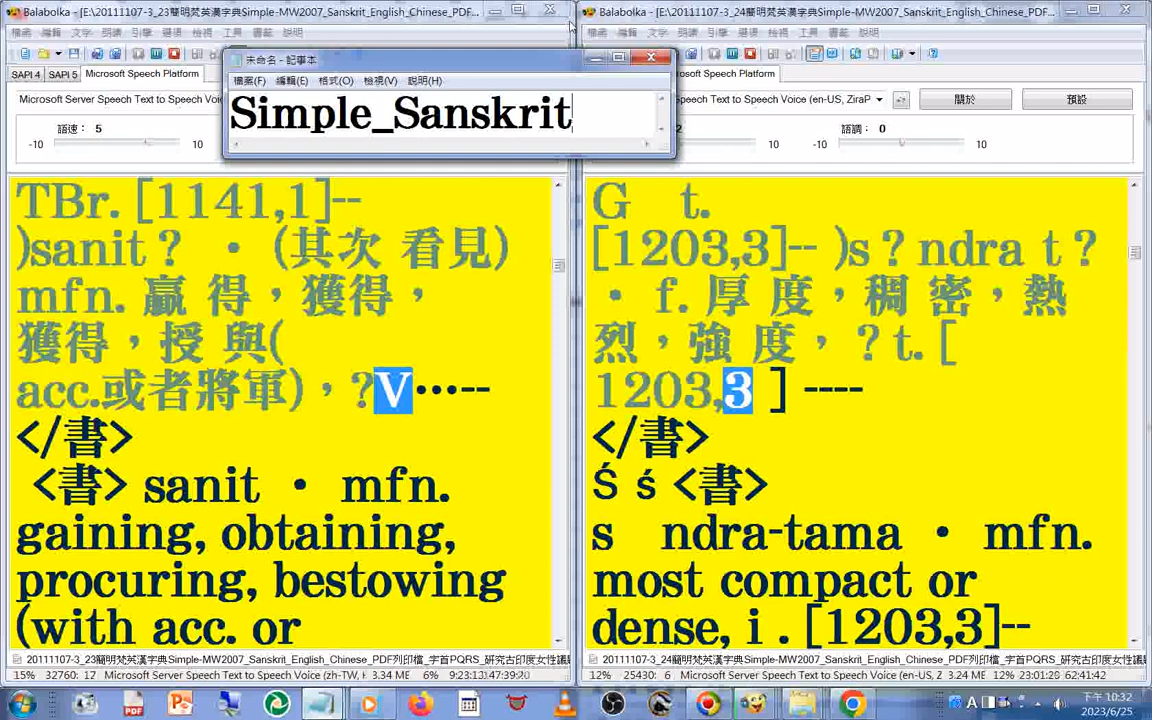 Balabolka - [E:\20111107-3_23簡明梵英漢字典Simple-MW2007_Sanskrit_English_Chinese_PDF...
SAPI 4 SAPI 5 Microsoft Speech Platform
Microsoft Server Speech Text to Speech Voi
語速： 5
-10 10
TBr. [1141,1]--
)sanit ? • (其次 看見)
mfn. 贏 得，獲得，
獲得，授 與(
acc.或者將軍)，?V•••--
</書>
<書> sanit • mfn.
gaining, obtaining,
procuring, bestowing
(with acc. or
20111107-3_23簡明梵英漢字典Simple-MW2007_Sanskrit_English_Chinese_PDF列印檔_字首PQRS_研究古印度女性議
15% 32760: 12 Microsoft Server Speech Text to Speech Voice (zh-TW, H 3.34 MB 6% 9:23:13:47:39:20
未命名 - 記事本
檔案(F) 編輯(E) 格式(O) 檢視(V) 說明(H)
Simple_Sanskrit
Balabolka - [E:\20111107-3_24簡明梵英漢字典Simple-MW2007_Sanskrit_English_Chinese_PDF...
Speech Platform
Speech Text to Speech Voice (en-US, ZiraP 關於 預設
2 語調： 0
10 -10 10
G t.
[1203,3]-- )s ? ndra t ?
• f. 厚 度，稠 密，熱
烈，強 度，?t. [
1203,3 ] ----
</書>
Ś ś <書>
s ndra-tama • mfn.
most compact or
dense, i . [1203,3]--
20111107-3_24簡明梵英漢字典Simple-MW2007_Sanskrit_English_Chinese_PDF列印檔_字首PQRS_研究古印度女性議
12% 25430: 6 Microsoft Server Speech Text to Speech Voice (en-US, Z 3.24 MB 12% 23:01:20 62:41:42
下午 10:32
2023/6/25